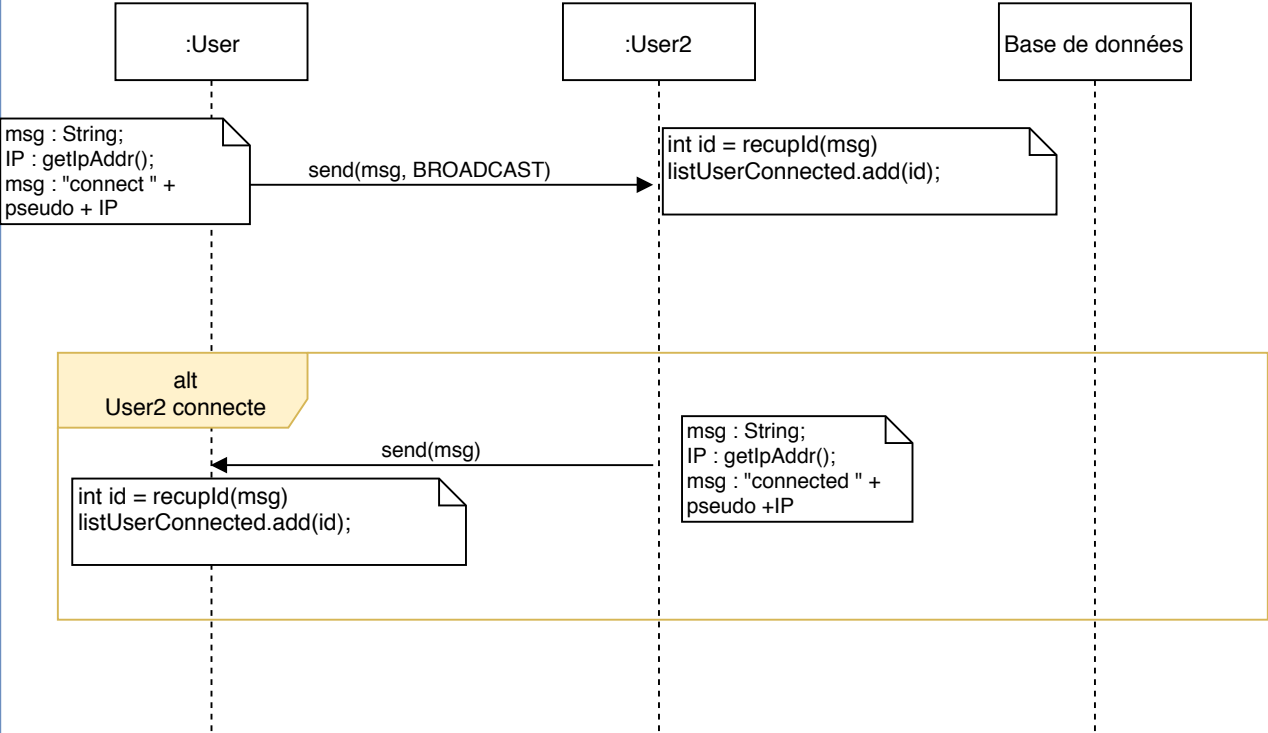 :User
:User2
Base de données
msg : String;
IP : getIpAddr();
msg : "connect " +
pseudo + IP
send(msg, BROADCAST)
int id = recupId(msg)
listUserConnected.add(id);
alt
User2 connecte
send(msg)
msg : String;
IP : getIpAddr();
msg : "connected " +
pseudo +IP
int id = recupId(msg)
listUserConnected.add(id);